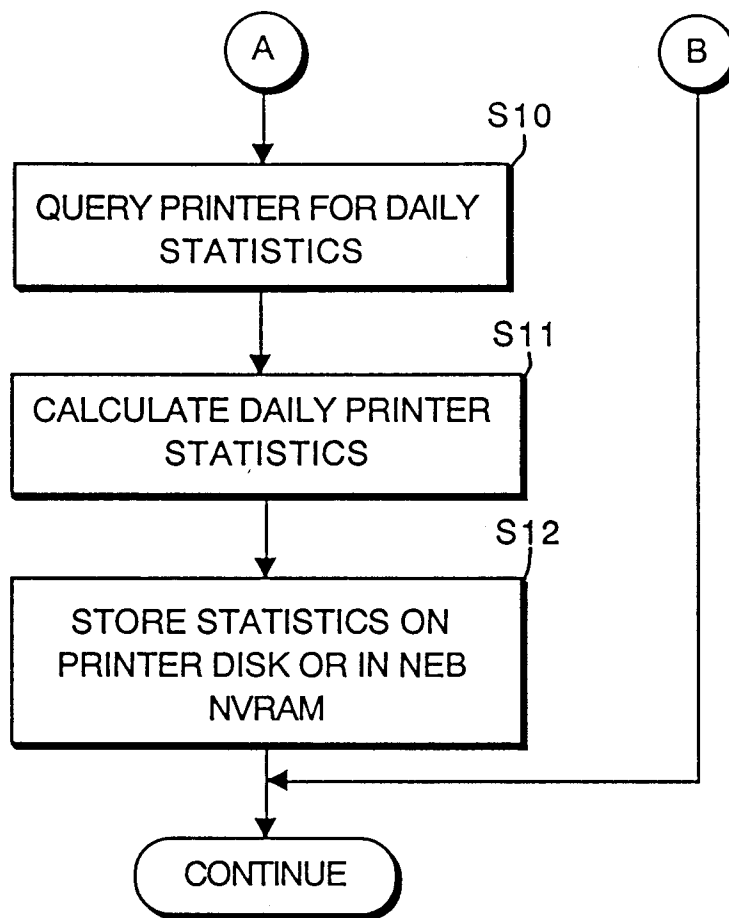 A
B
S10
QUERY PRINTER FOR DAILY
STATISTICS
S11
CALCULATE DAILY PRINTER
STATISTICS
S12
STORE STATISTICS ON
PRINTER DISK OR IN NEB
NVRAM
CONTINUE